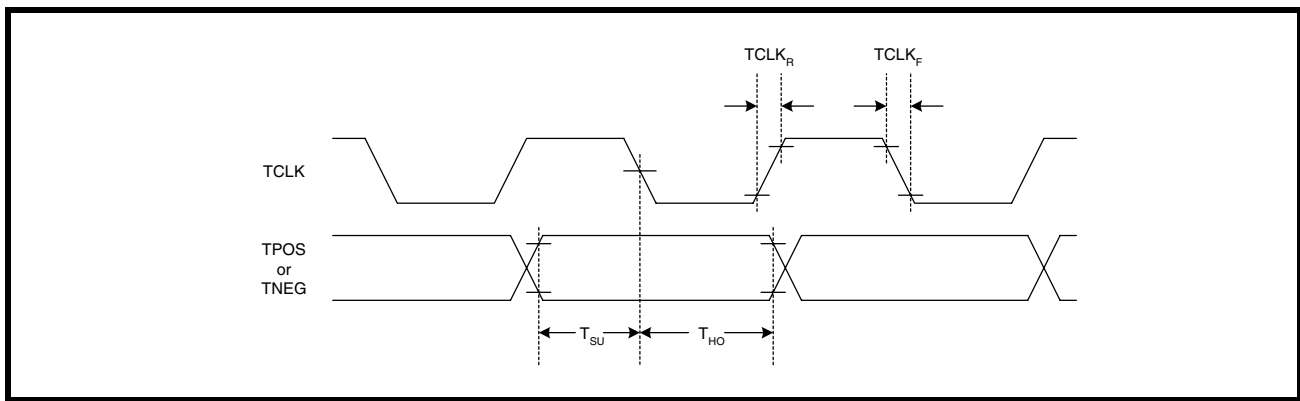 TCLKR TCLKF
TCLK
TPOS
or
TNEG
TSU THO